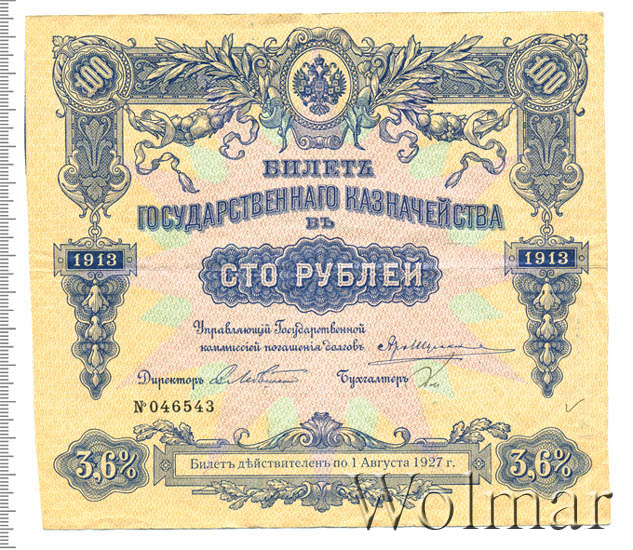 100 100
БИЛЕТЪ
ГОСУДАРСТВЕННАГО КАЗНАЧЕЙСТВА
ВЪ
1913 1913
СТО РУБЛЕЙ
Управляющій Государственной
коммиссіей погашенія долговъ
Директоръ Бухгалтеръ
№ 046543
3,6% Билетъ дѣйствителенъ по 1 Августа 1927 г. 3,6%
Wolmar